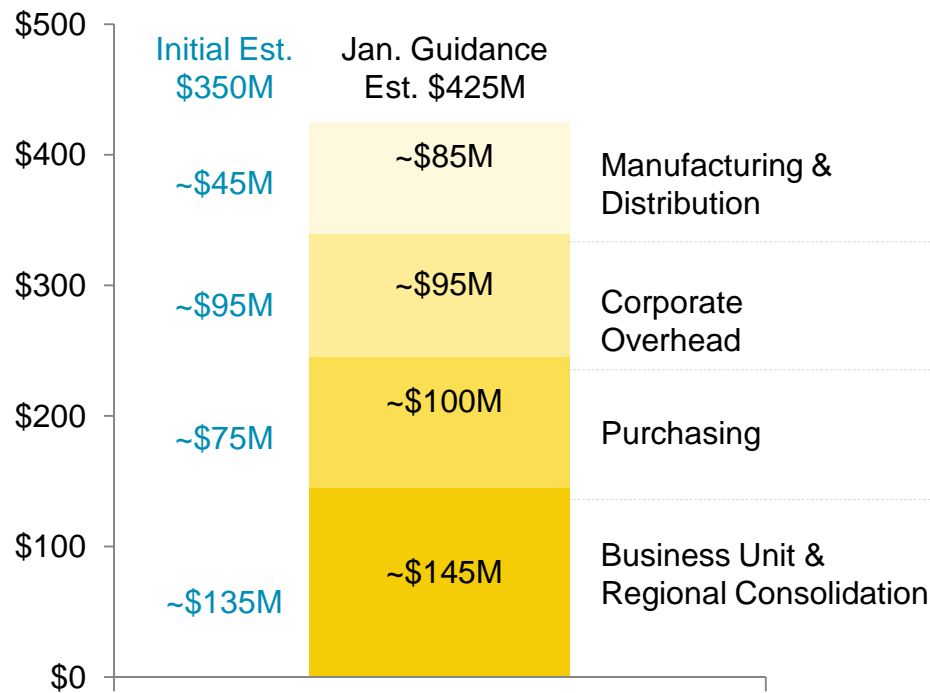 $500
$400
$300
$200
$100
$0
Initial Est.
$350M
~$45M
~$95M
~$75M
~$135M
Jan. Guidance
Est. $425M
~$85M
~$95M
~$100M
~$145M
Manufacturing &
Distribution
Corporate
Overhead
Purchasing
Business Unit &
Regional Consolidation